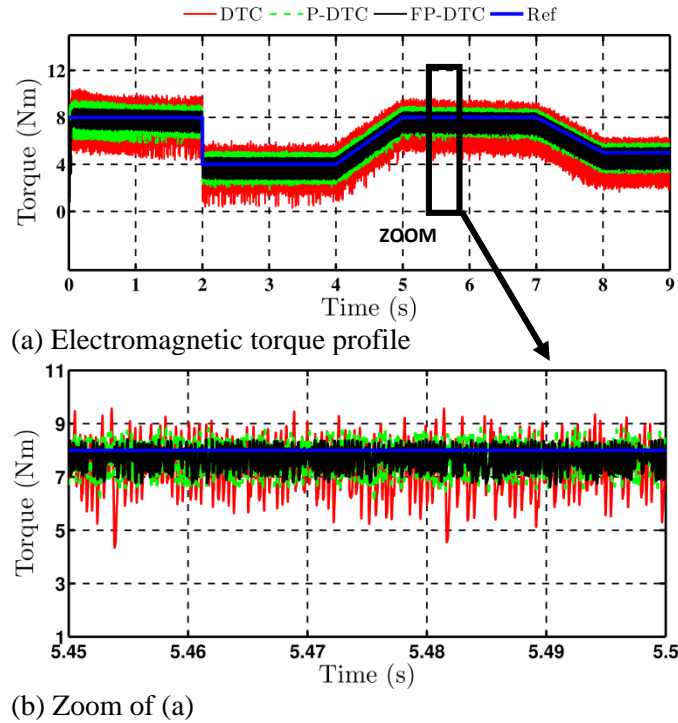 DTC P-DTC FP-DTC Ref
12
8
4
0
Torque (Nm)
ZOOM
0 1 2 3 4 5 6 7 8 9
Time (s)
(a) Electromagnetic torque profile
11
9
7
5
3
1
Torque (Nm)
5.45 5.46 5.47 5.48 5.49 5.5
Time (s)
(b) Zoom of (a)